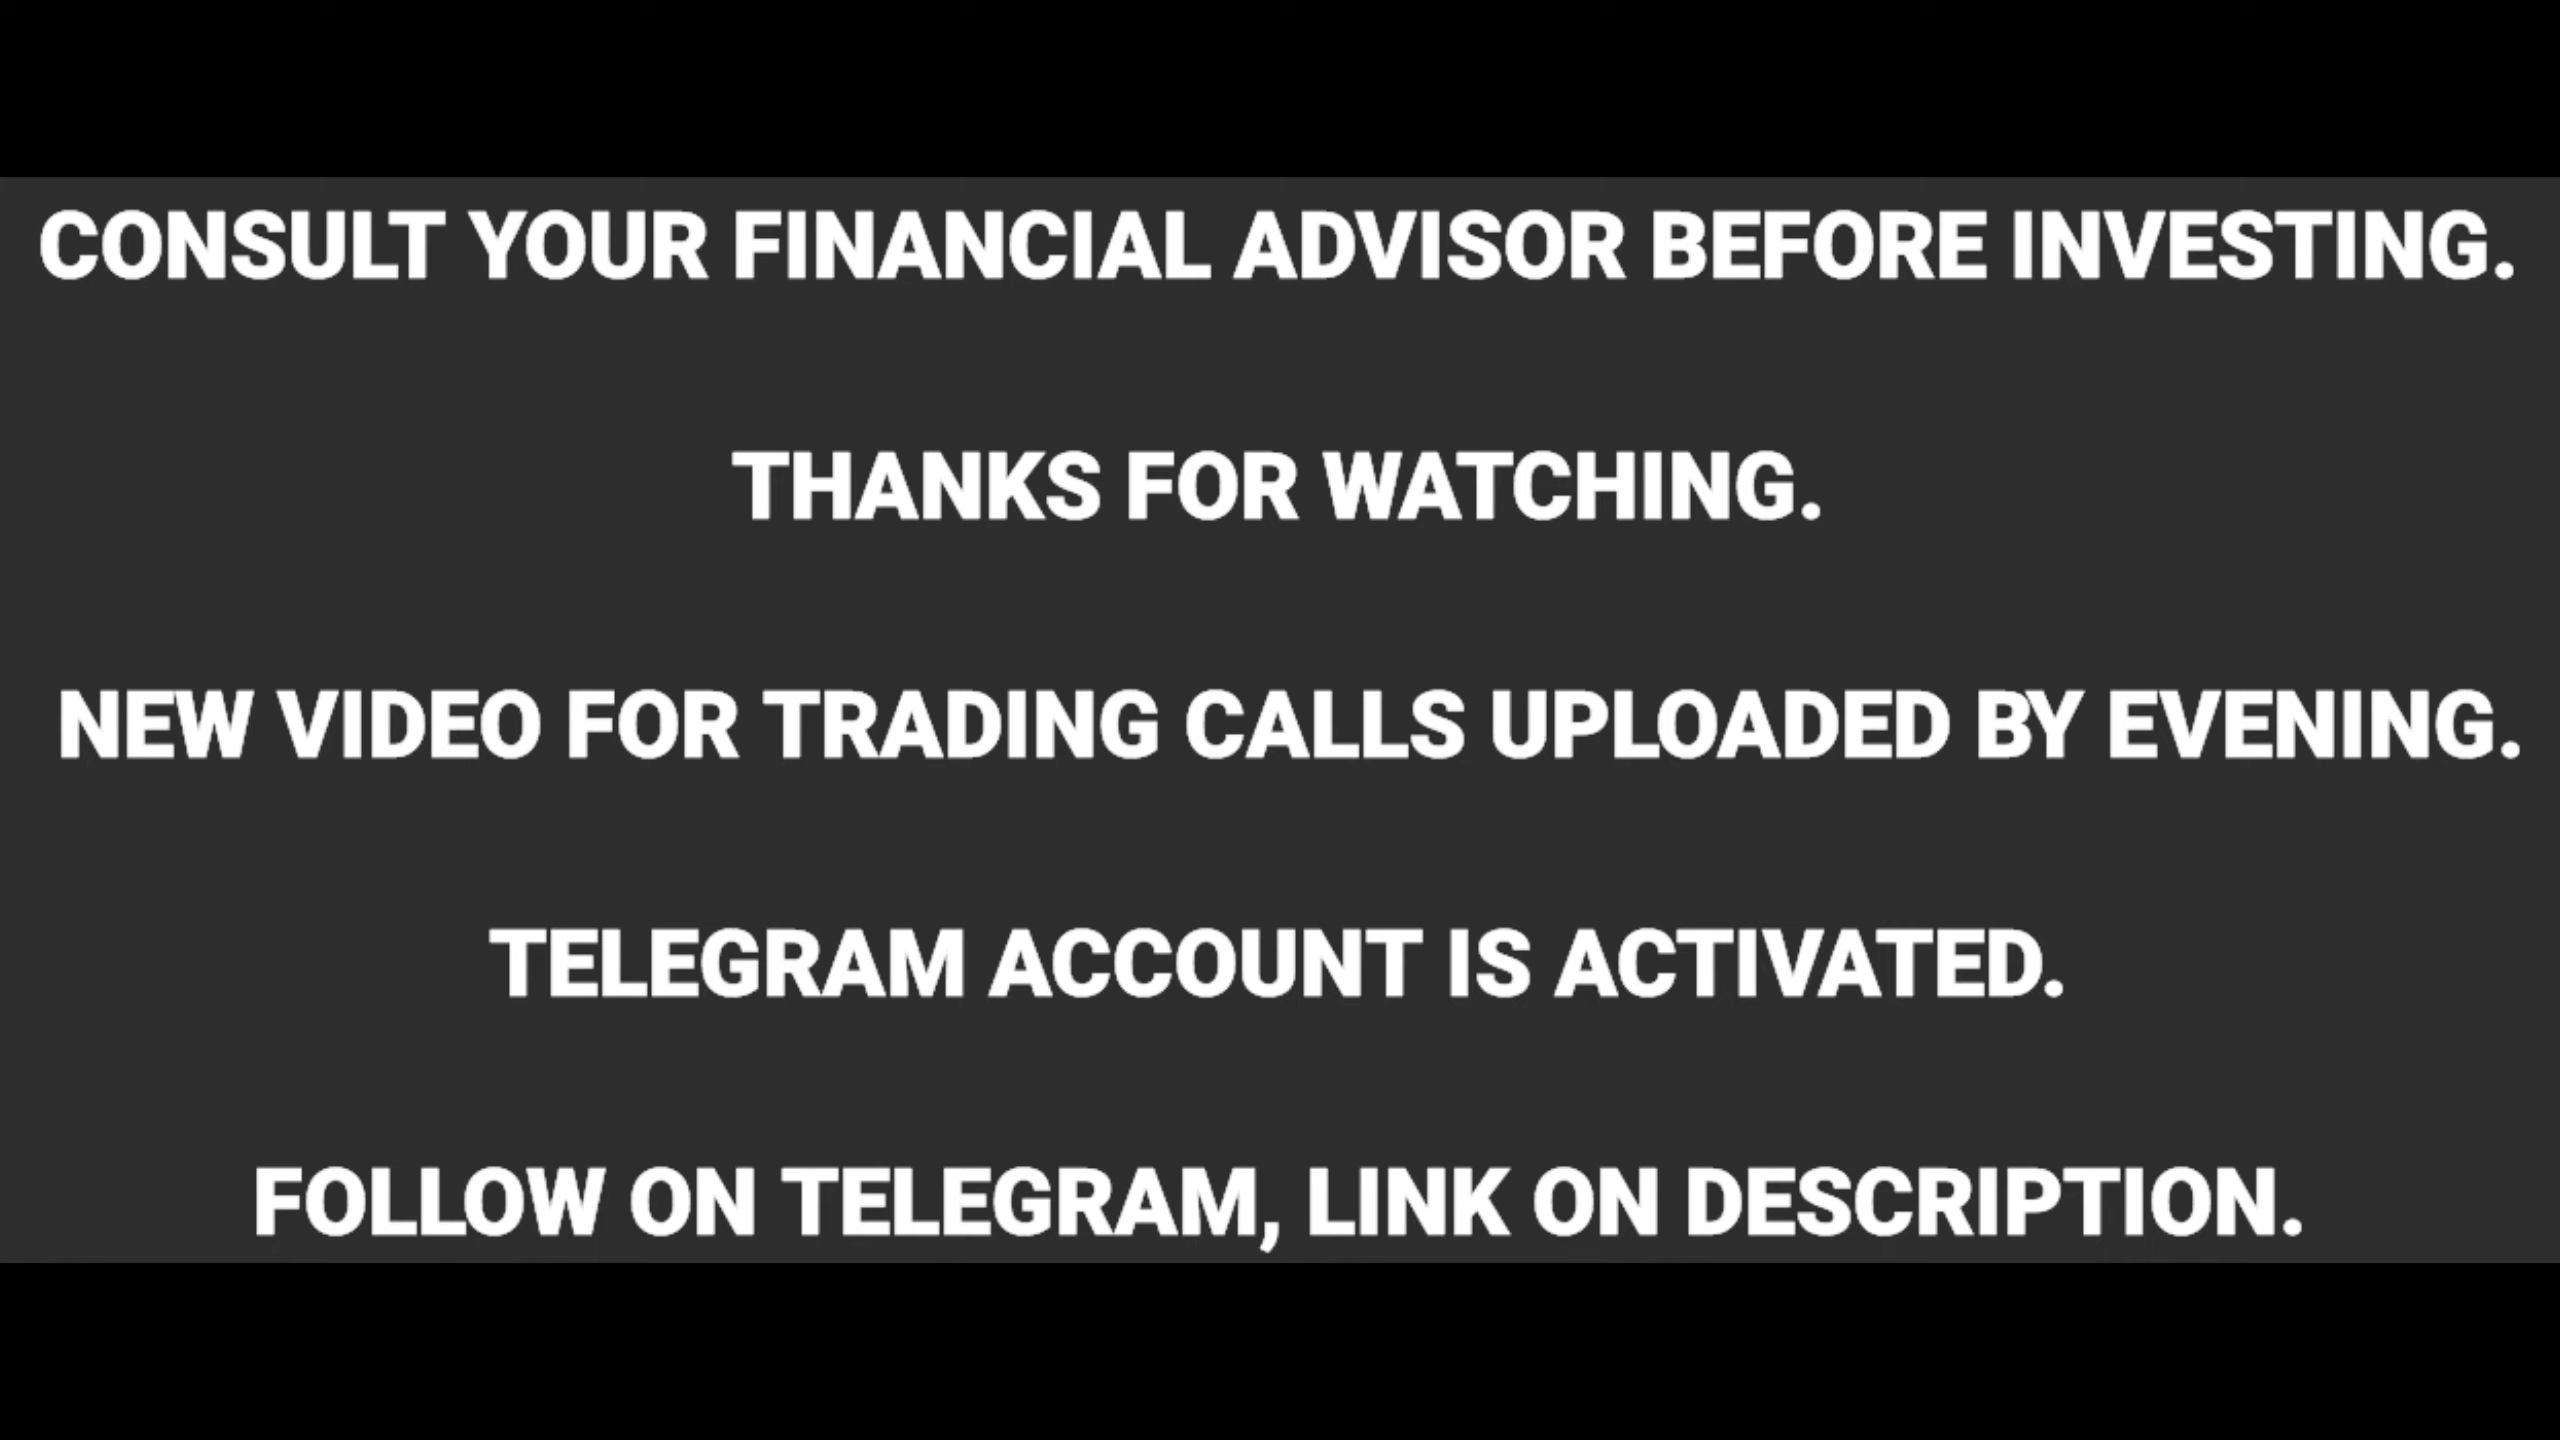 CONSULT YOUR FINANCIAL ADVISOR BEFORE INVESTING.
THANKS FOR WATCHING.
NEW VIDEO FOR TRADING CALLS UPLOADED BY EVENING.
TELEGRAM ACCOUNT IS ACTIVATED.
FOLLOW ON TELEGRAM, LINK ON DESCRIPTION.